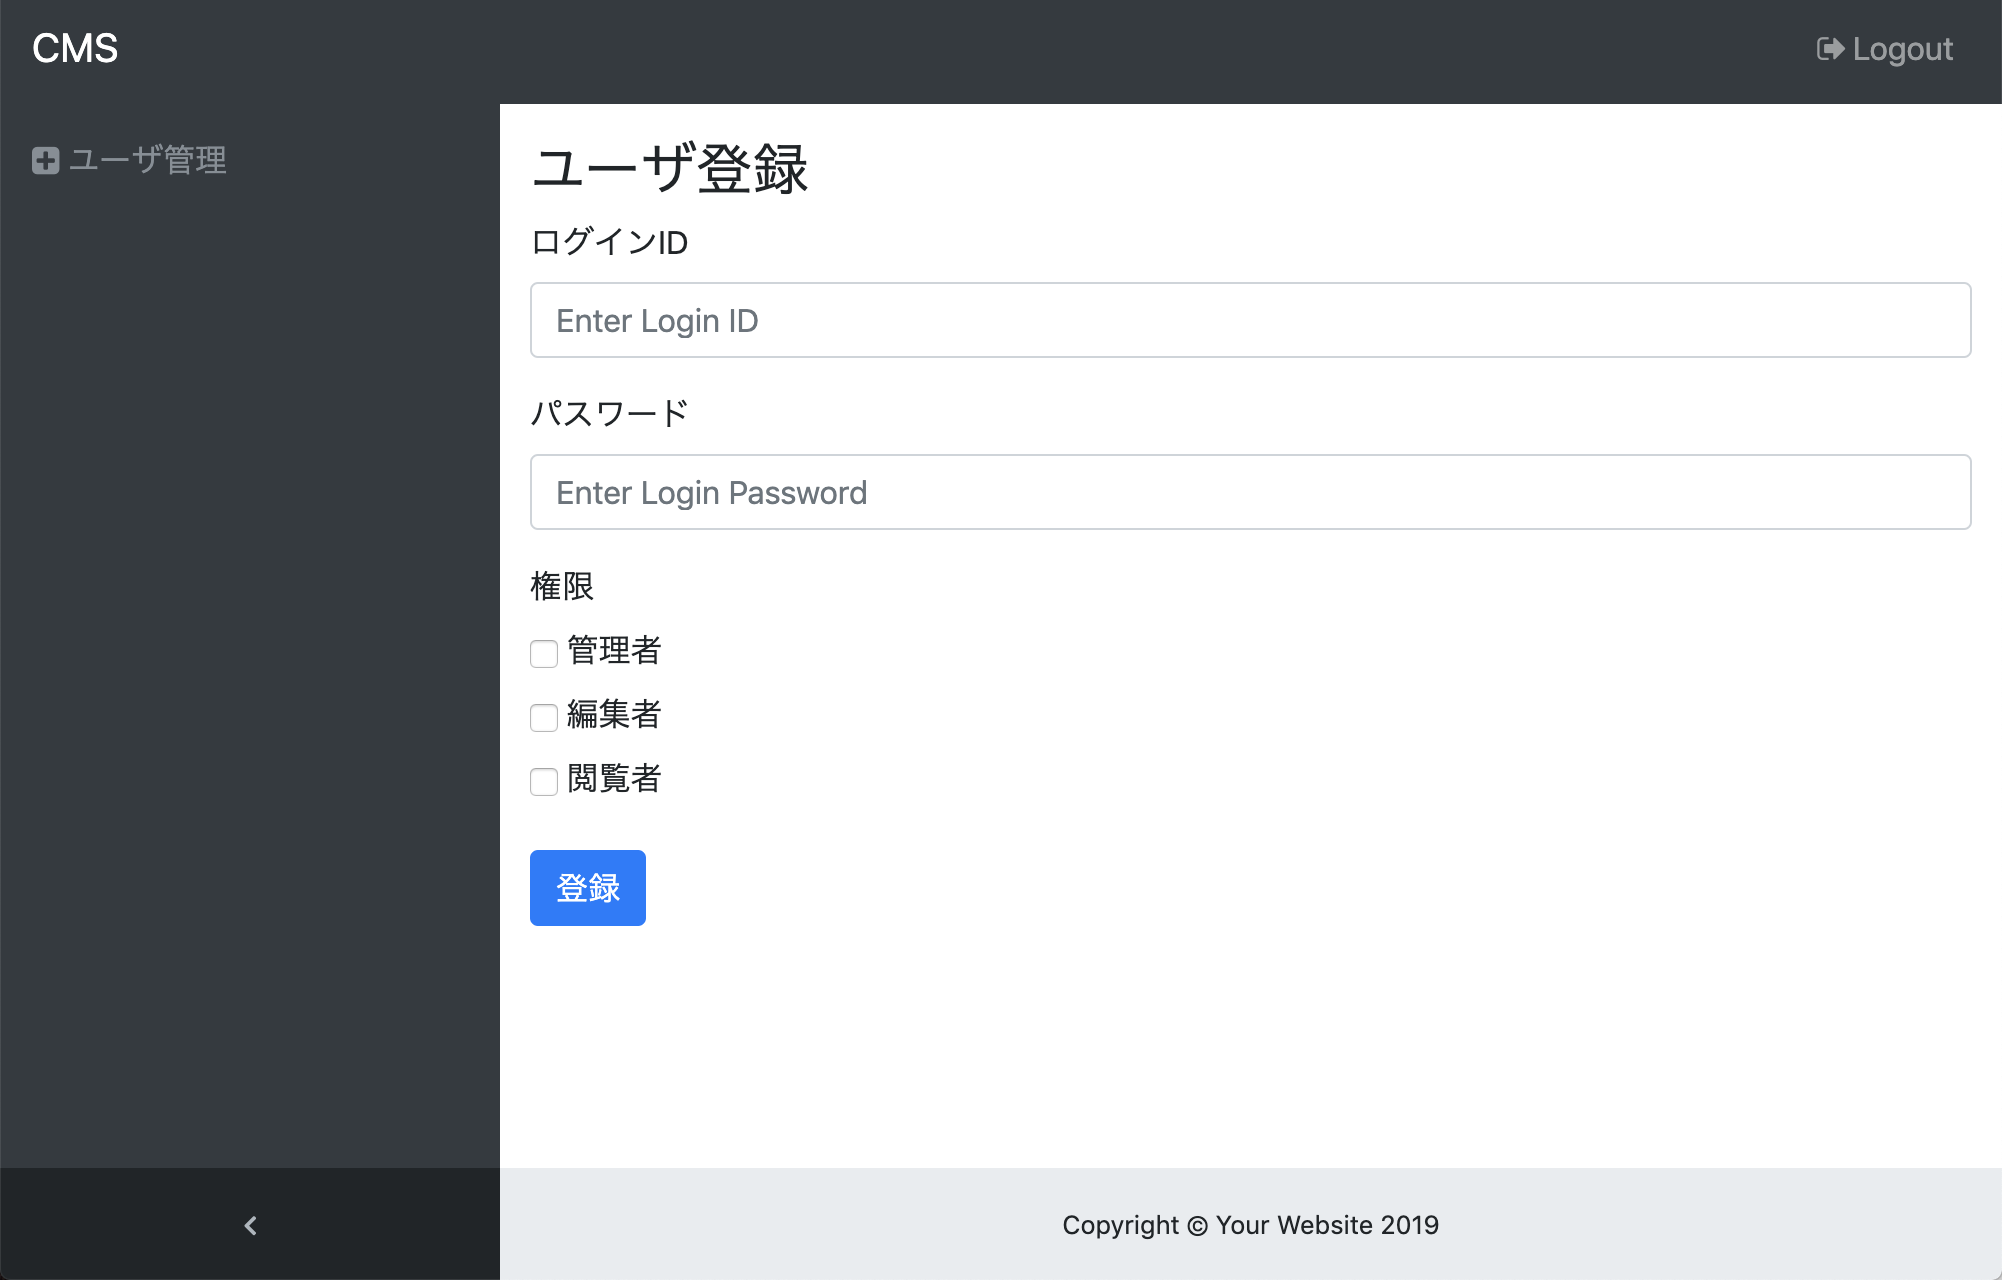 CMS
Logout
ユーザ管理
ユーザ登録
ログインID
Enter Login ID
パスワード
Enter Login Password
権限
管理者
編集者
閲覧者
登録
Copyright © Your Website 2019